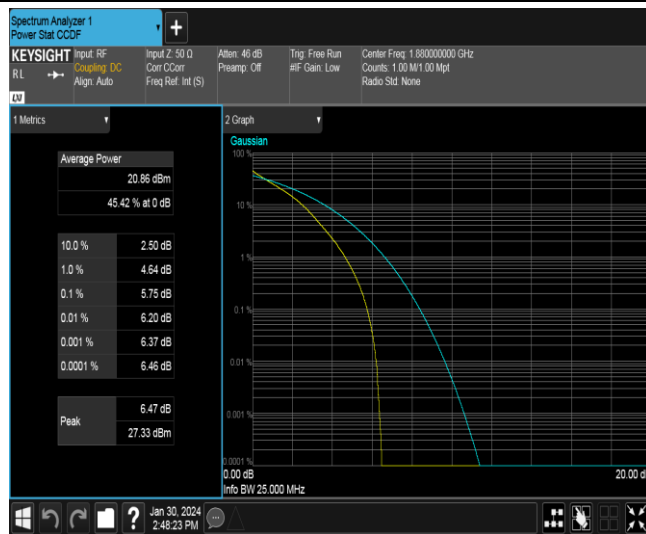 Spectrum Analyzer 1
Power Stat CCDF
+
KEYSIGHT
RL
LXI
Input: RF
Coupling: DC
Align: Auto
Input Z: 50 Ω
Corr CCorr
Freq Ref: Int (S)
Atten: 46 dB
Preamp: Off
Trig: Free Run
#IF Gain: Low
Center Freq: 1.880000000 GHz
Counts: 1.00 M/1.00 Mpt
Radio Std: None
1 Metrics
Average Power
20.86 dBm
45.42 % at 0 dB
10.0 % 2.50 dB
1.0 % 4.64 dB
0.1 % 5.75 dB
0.01 % 6.20 dB
0.001 % 6.37 dB
0.0001 % 6.46 dB
Peak
6.47 dB
27.33 dBm
2 Graph
Gaussian
100 %
10 %
1 %
0.1 %
0.01 %
0.001 %
0.0001 %
0.00 dB
20.00 d
Info BW 25.000 MHz
?
Jan 30, 2024
2:48:23 PM